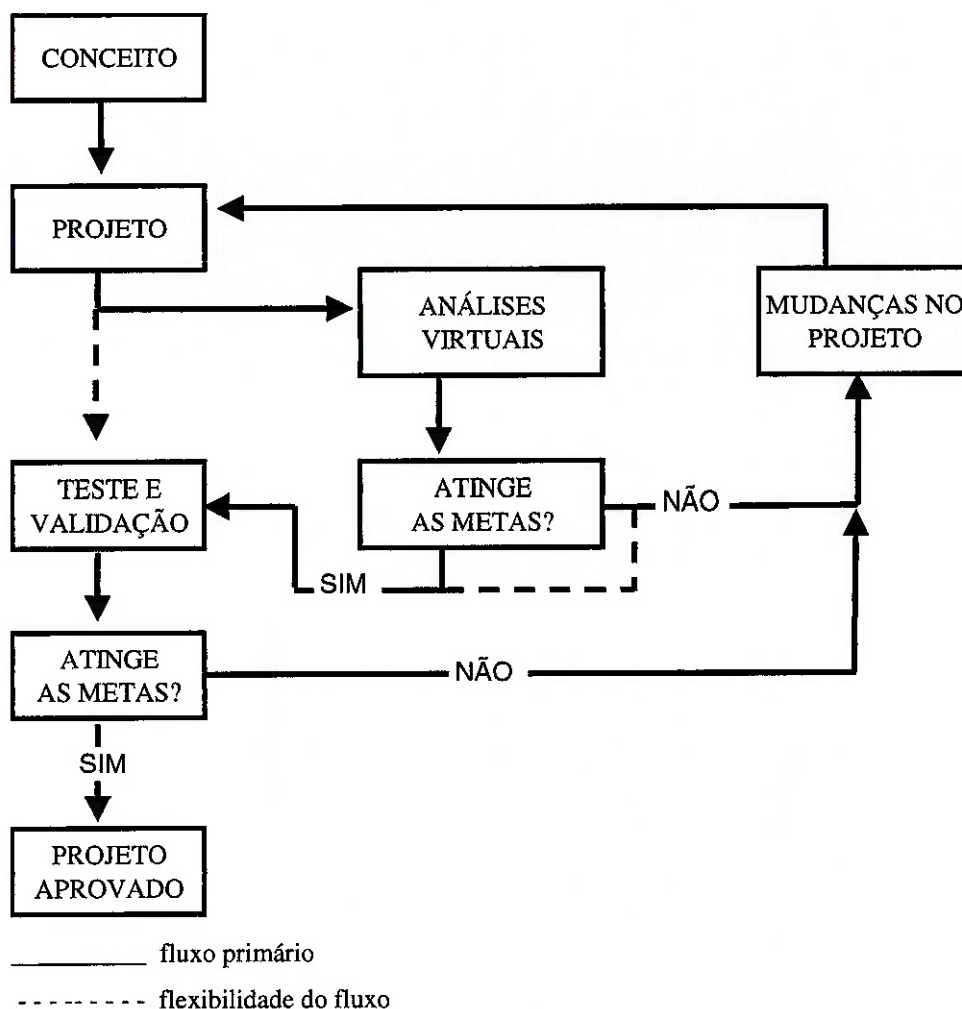 CONCEITO
PROJETO
ANÁLISES
VIRTUAIS
MUDANÇAS NO
PROJETO
TESTE E
VALIDAÇÃO
ATINGE
AS METAS?
NÃO
SIM
ATINGE
AS METAS?
NÃO
SIM
PROJETO
APROVADO
fluxo primário
flexibilidade do fluxo